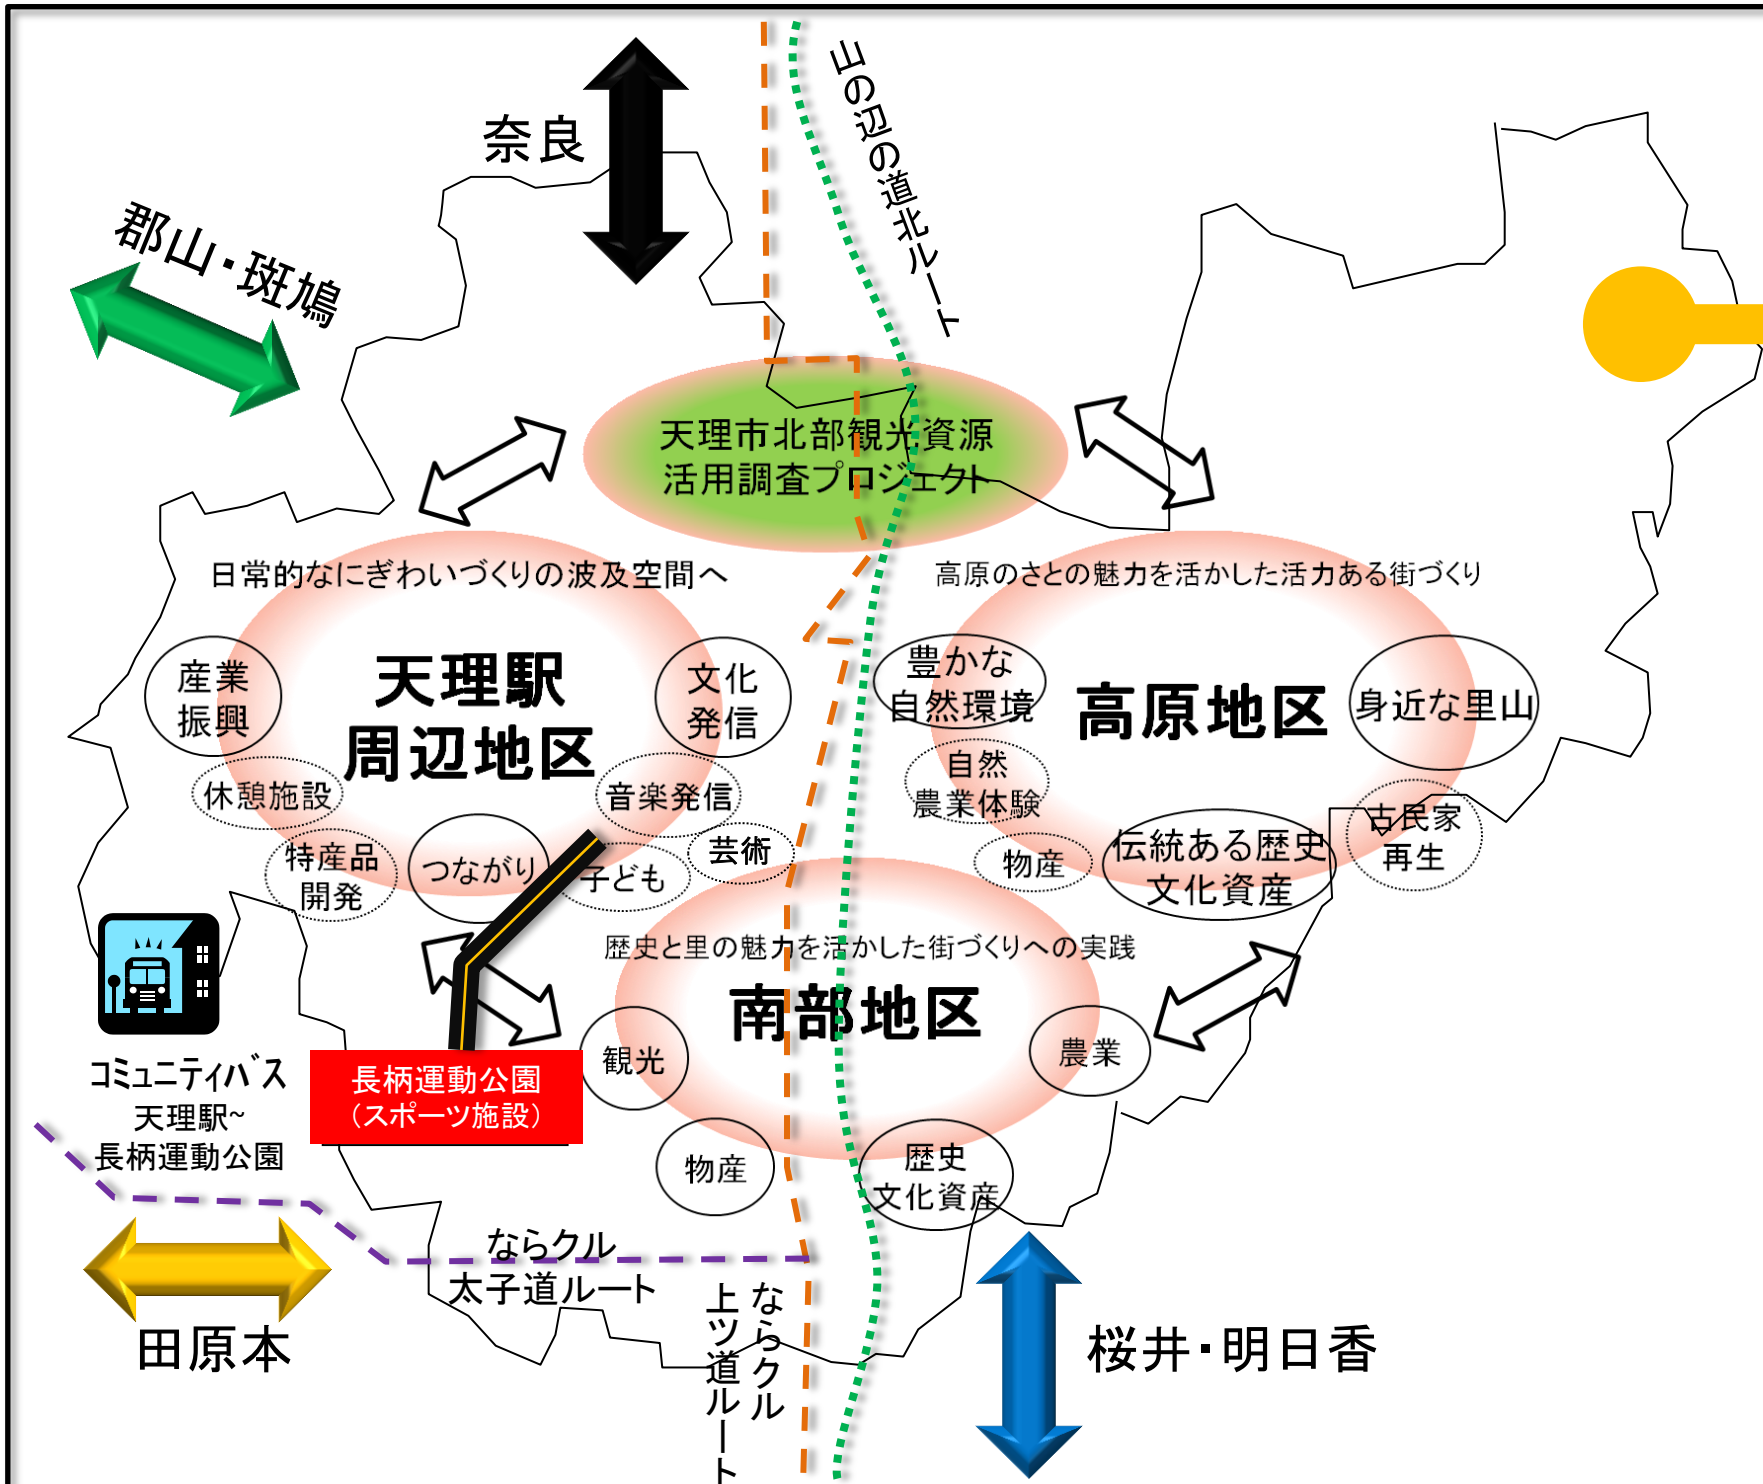 奈良
山の辺の道北ルート
郡山・斑鳩
天理市北部観光資源
活用調査プロジェクト
日常的なにぎわいづくりの波及空間へ
高原のさとの魅力を活かした活力ある街づくり
天理駅
周辺地区
産業
振興
文化
発信
休憩施設
音楽発信
特産品
開発
つながり
子ども
芸術
高原地区
豊かな
自然環境
身近な里山
自然
農業体験
物産
伝統ある歴史
文化資産
古民家
再生
歴史と里の魅力を活かした街づくりへの実践
南部地区
観光
農業
物産
歴史
文化資産
コミュニティバス
天理駅~
長柄運動公園
長柄運動公園
（スポーツ施設）
ならクル
太子道ルート
ならクル
上ツ道ルート
田原本
桜井・明日香